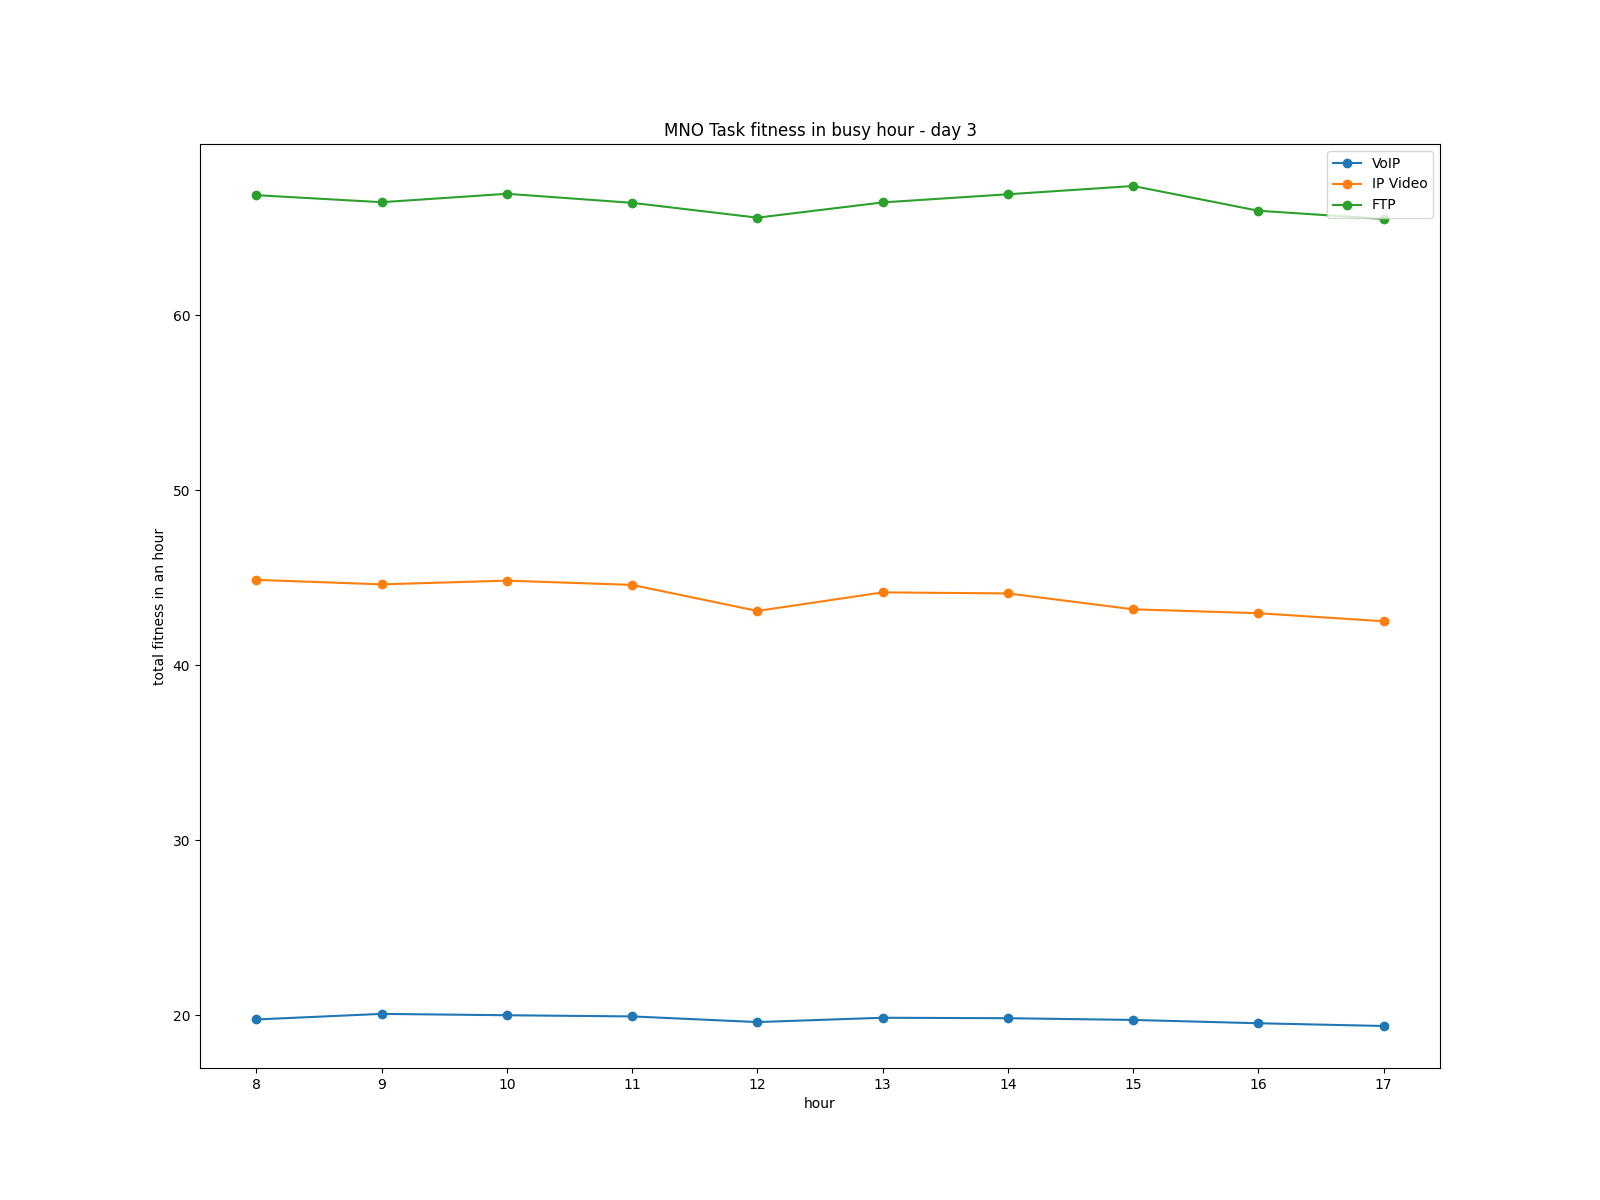 MNO Task fitness in busy hour - day 3
VoIP
IP Video
FTP
60
50
40
30
20
total fitness in an hour
8 9 10 11 12 13 14 15 16 17
hour